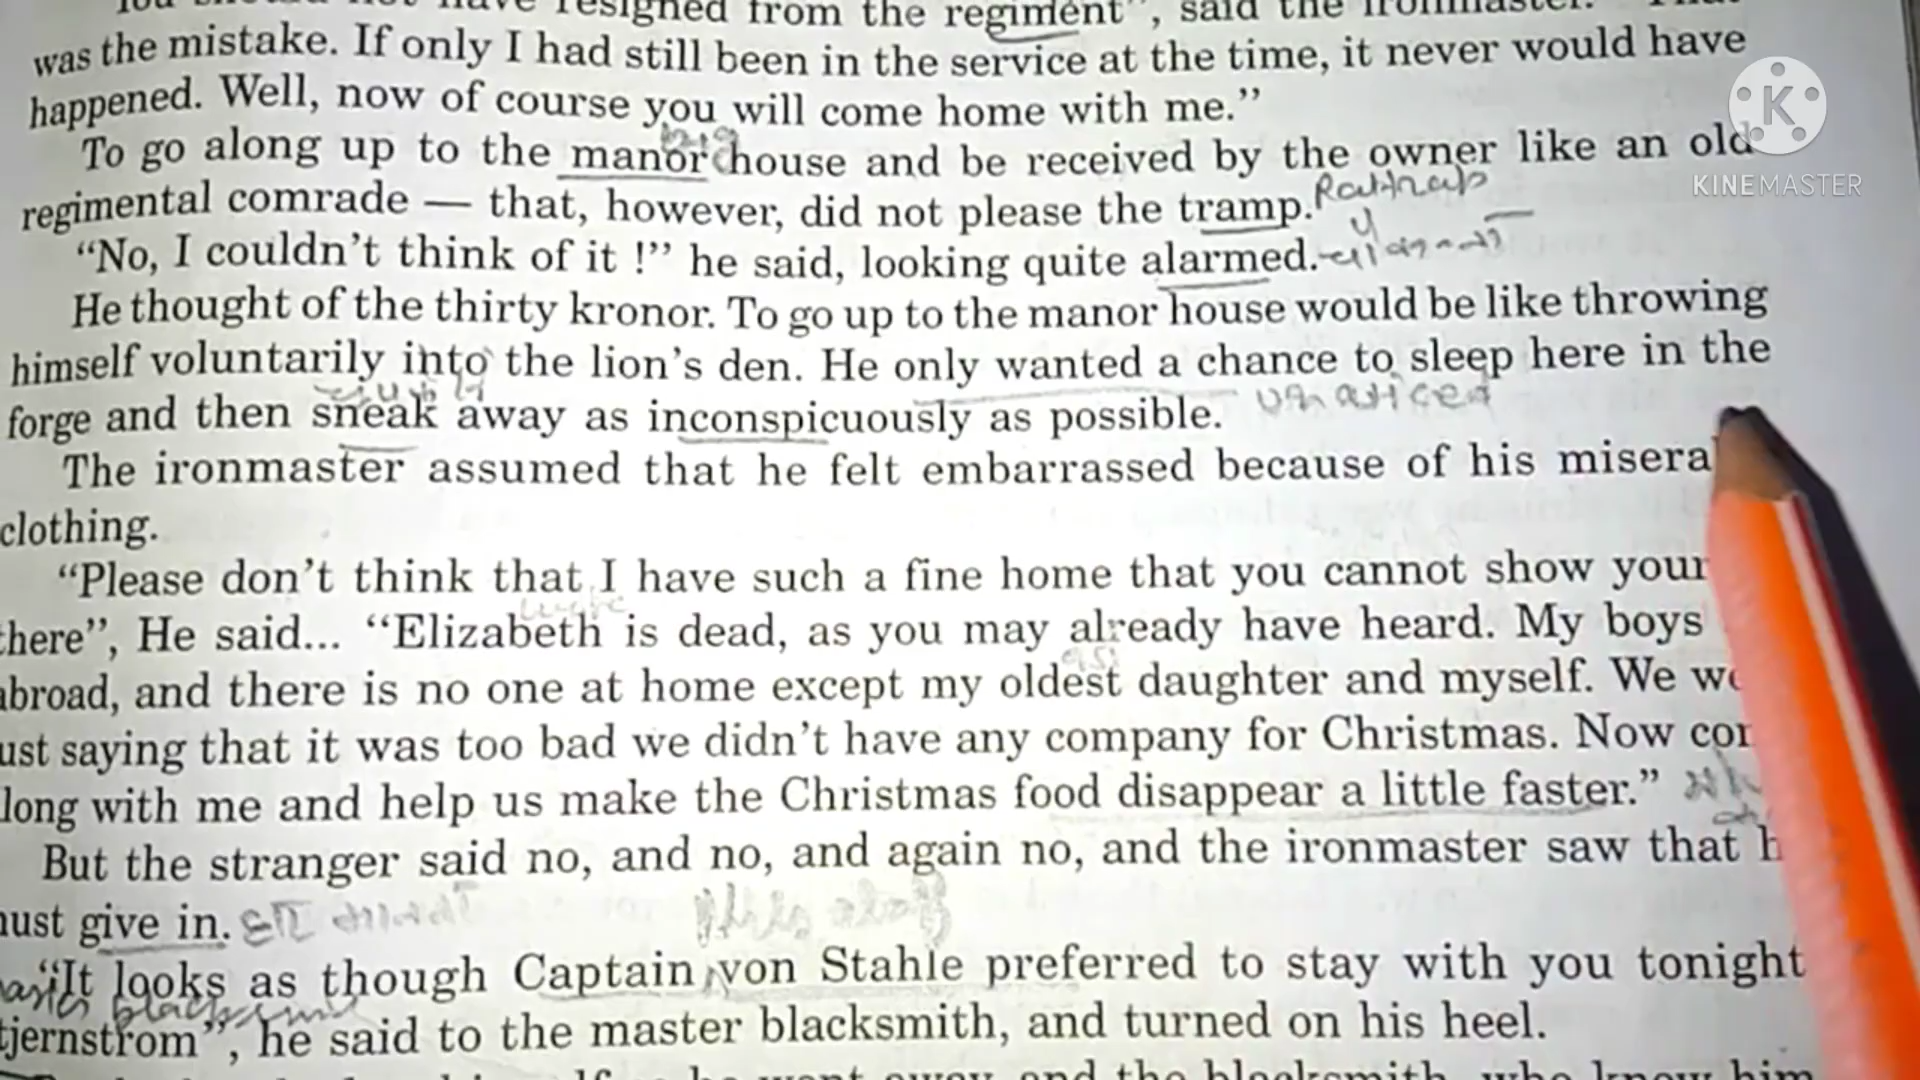 resigned from the regiment", said the ironmaster.
was the mistake. If only I had still been in the service at the time, it never would have
happened. Well, now of course you will come home with me."
To go along up to the manor house and be received by the owner like an old
regimental comrade — that, however, did not please the tramp. Rattrap
"No, I couldn't think of it !" he said, looking quite alarmed.
He thought of the thirty kronor. To go up to the manor house would be like throwing
himself voluntarily into the lion's den. He only wanted a chance to sleep here in the
forge and then sneak away as inconspicuously as possible.
The ironmaster assumed that he felt embarrassed because of his misera
clothing.
"Please don't think that I have such a fine home that you cannot show your
here", He said... "Elizabeth is dead, as you may already have heard. My boys
abroad, and there is no one at home except my oldest daughter and myself. We
ust saying that it was too bad we didn't have any company for Christmas. Now
long with me and help us make the Christmas food disappear a little faster."
But the stranger said no, and no, and again no, and the ironmaster saw that
ust give in.
"It looks as though Captain von Stahle preferred to stay with you tonight
tjernstrom", he said to the master blacksmith, and turned on his heel.
K
KINEMASTER